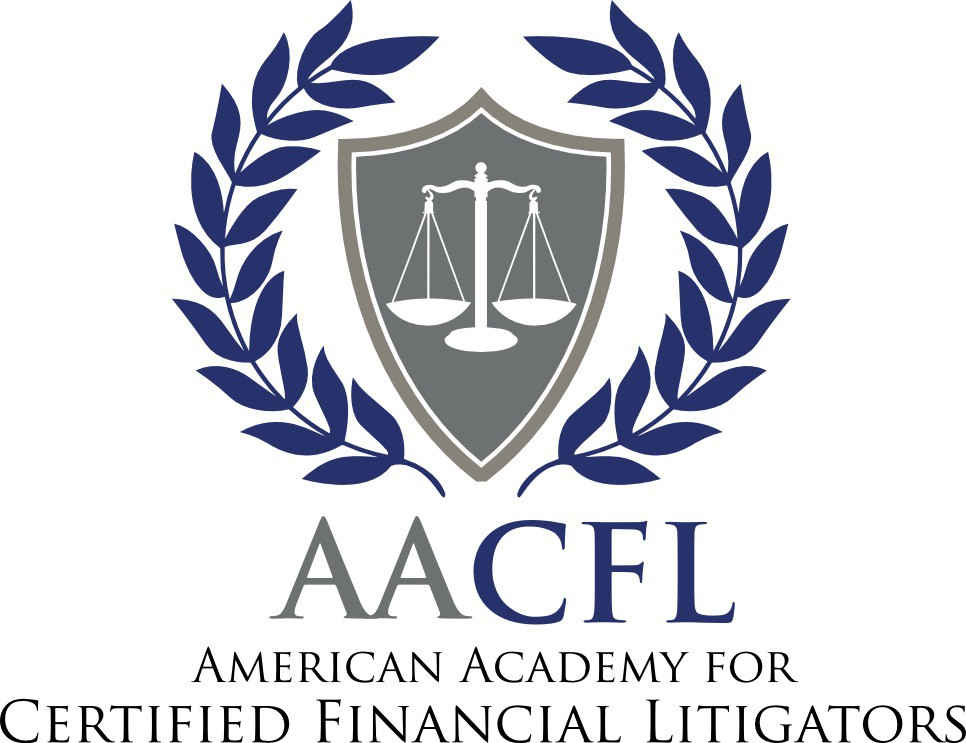 AACFL
American Academy for
Certified Financial Litigators